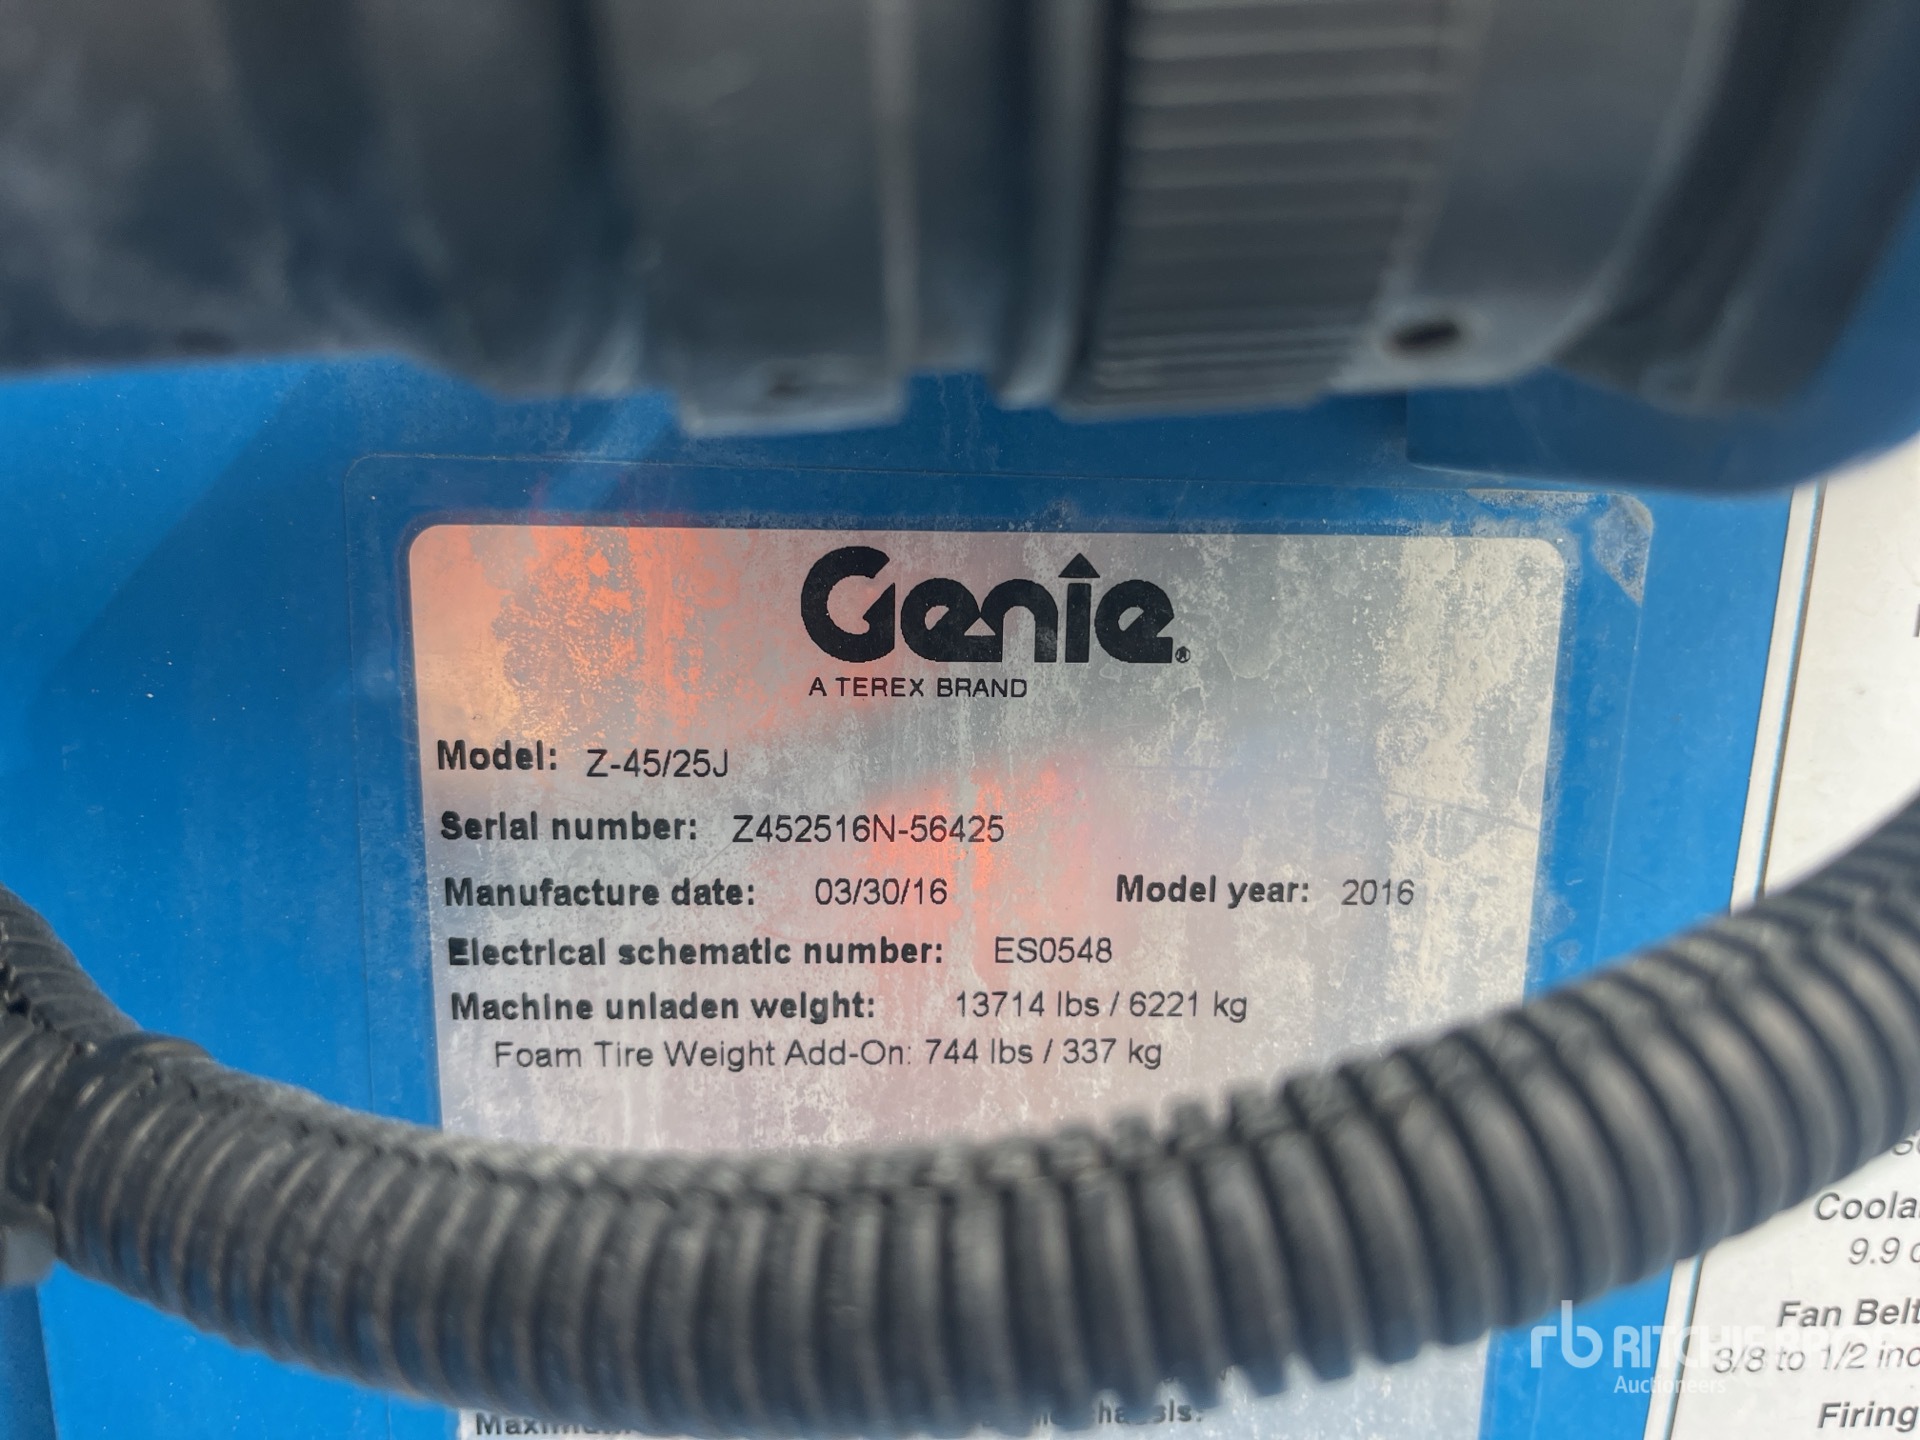 Genie®
A TEREX BRAND
Model: Z-45/25J
Serial number: Z452516N-56425
Manufacture date: 03/30/16 Model year: 2016
Electrical schematic number: ES0548
Machine unladen weight: 13714 lbs / 6221 kg
Foam Tire Weight Add-On: 744 lbs / 337 kg
9.9
Fan Belt
3/8 to 1/2
Firing
rb RITCHIE BROS
Auctioneers